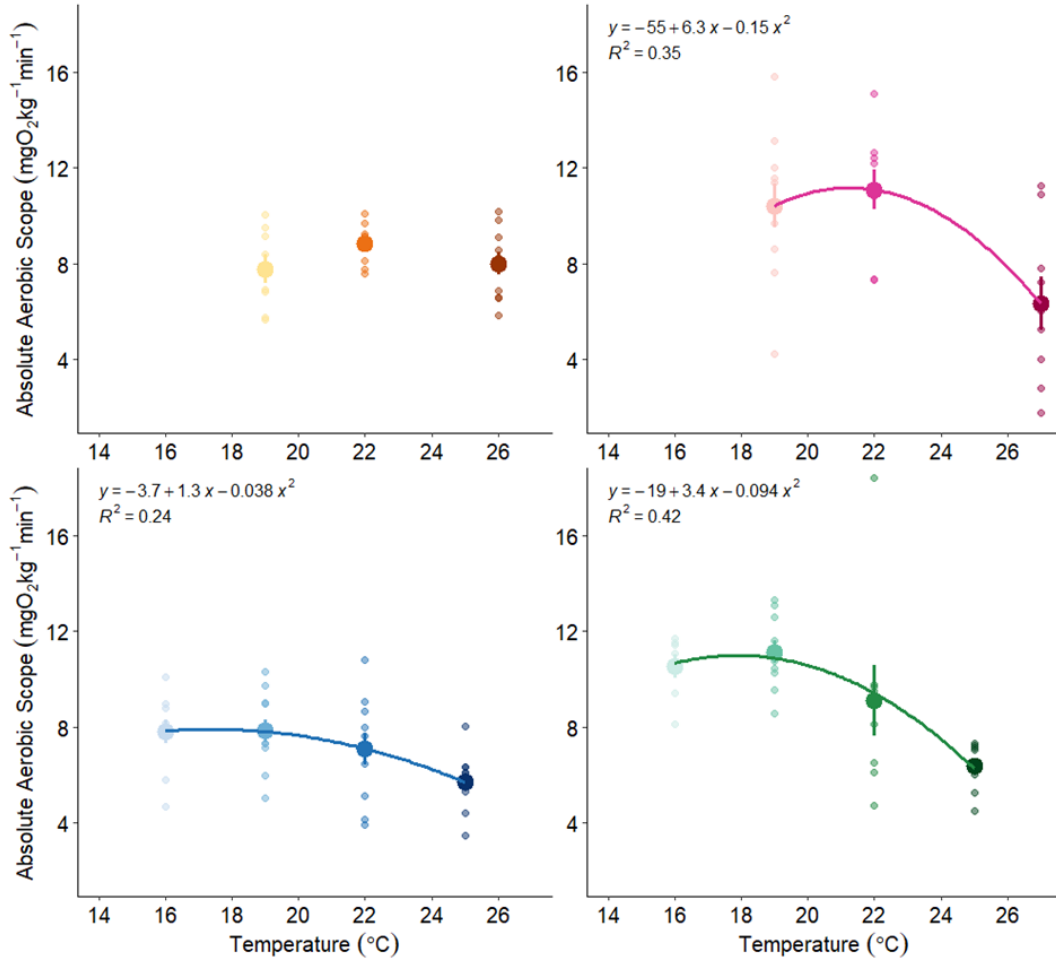 Absolute Aerobic Scope (mgO₂kg⁻¹min⁻¹)
16
12
8
4
14 16 18 20 22 24 26
y = −55 + 6.3 x − 0.15 x²
R² = 0.35
16
12
8
4
14 16 18 20 22 24 26
Absolute Aerobic Scope (mgO₂kg⁻¹min⁻¹)
y = −3.7 + 1.3 x − 0.038 x²
R² = 0.24
16
12
8
4
14 16 18 20 22 24 26
Temperature (°C)
y = −19 + 3.4 x − 0.094 x²
R² = 0.42
16
12
8
4
14 16 18 20 22 24 26
Temperature (°C)